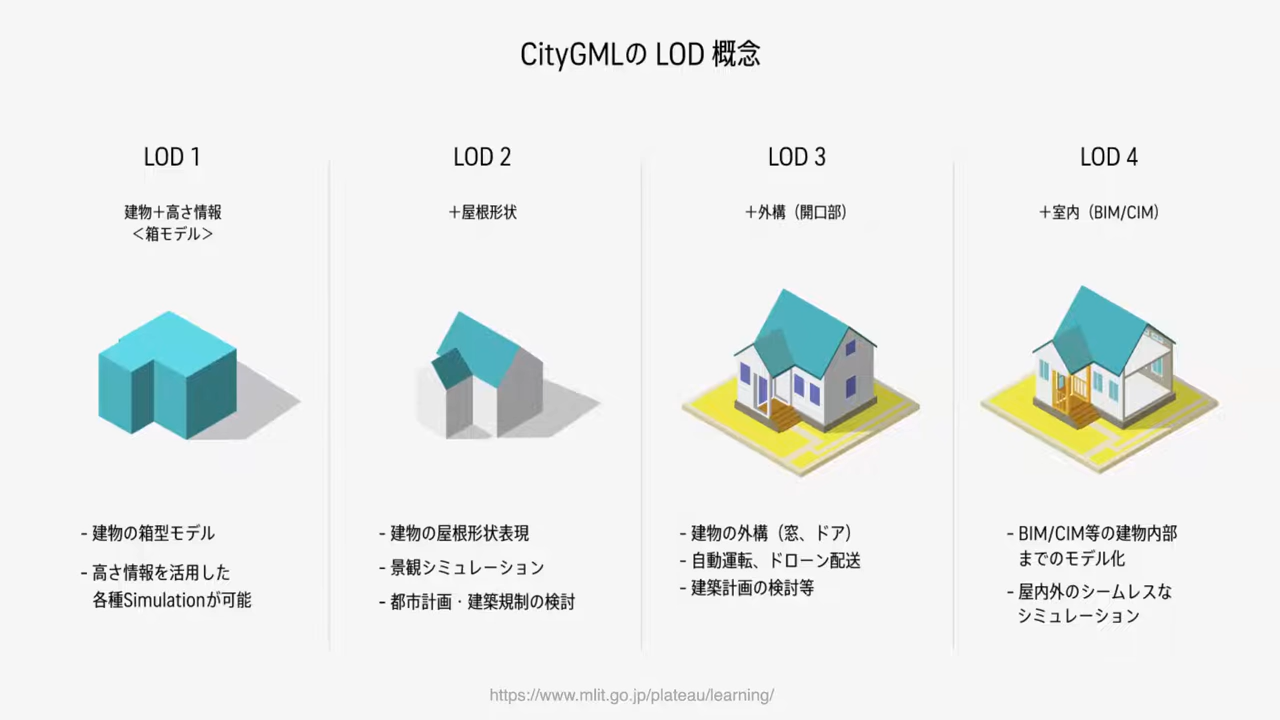 CityGMLの LOD 概念
LOD 1
建物＋高さ情報
＜箱モデル＞
- 建物の箱型モデル
- 高さ情報を活用した
各種Simulationが可能
LOD 2
＋屋根形状
- 建物の屋根形状表現
- 景観シミュレーション
- 都市計画・建築規制の検討
LOD 3
＋外構（開口部）
- 建物の外構（窓、ドア）
- 自動運転、ドローン配送
- 建築計画の検討等
LOD 4
＋室内（BIM/CIM）
- BIM/CIM等の建物内部
までのモデル化
- 屋内外のシームレスな
シミュレーション
https://www.mlit.go.jp/plateau/learning/